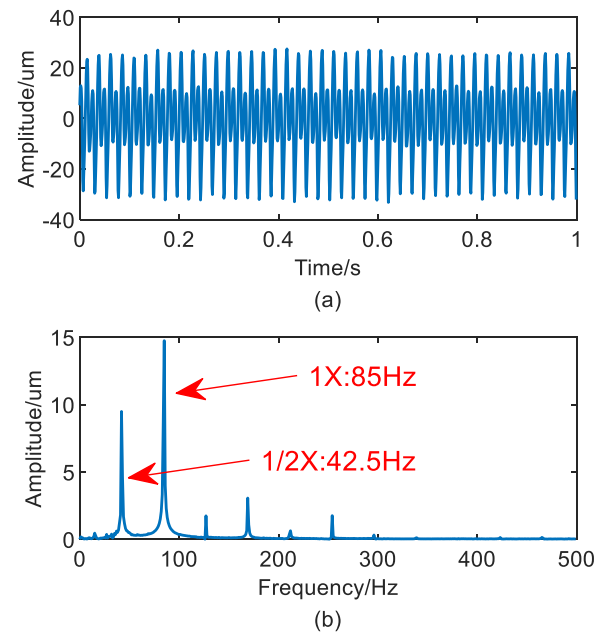 40
20
0
-20
-40
Amplitude/um
0 0.2 0.4 0.6 0.8 1
Time/s
(a)
15
10
5
0
Amplitude/um
1X:85Hz
1/2X:42.5Hz
0 100 200 300 400 500
Frequency/Hz
(b)